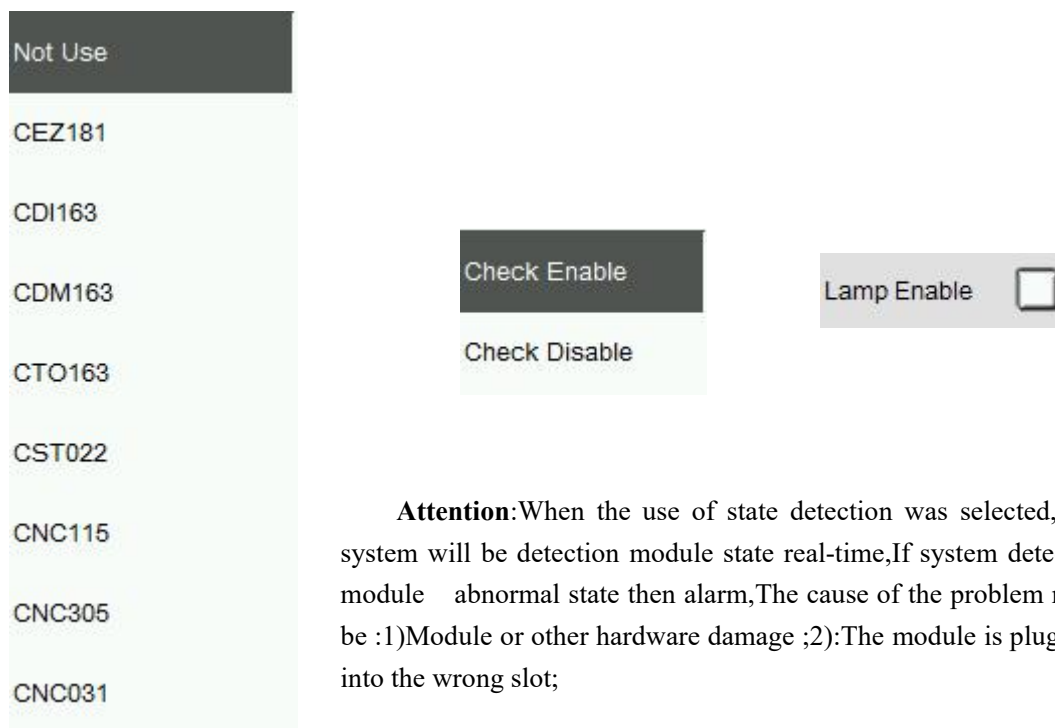 Not Use
CEZ181
CDI163
CDM163
CTO163
CST022
CNC115
CNC305
CNC031
Check Enable
Check Disable
Lamp Enable
Attention:When the use of state detection was selected,
system will be detection module state real-time,If system
module abnormal state then alarm,The cause of the problem
be :1)Module or other hardware damage ;2):The module is
into the wrong slot;